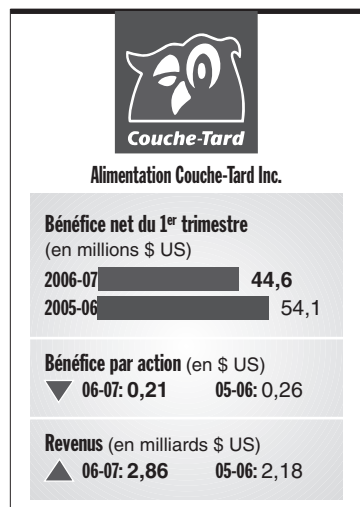 Couche-Tard
Alimentation Couche-Tard Inc.
Bénéfice net du 1er trimestre
(en millions $ US)
2006-07 44,6
2005-06 54,1
Bénéfice par action (en $ US)
06-07: 0,21 05-06: 0,26
Revenus (en milliards $ US)
06-07: 2,86 05-06: 2,18